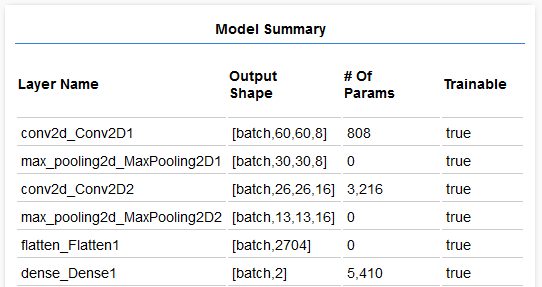 Model Summary
Layer Name Output Shape # Of Params Trainable
conv2d_Conv2D1 [batch,60,60,8] 808 true
max_pooling2d_MaxPooling2D1 [batch,30,30,8] 0 true
conv2d_Conv2D2 [batch,26,26,16] 3,216 true
max_pooling2d_MaxPooling2D2 [batch,13,13,16] 0 true
flatten_Flatten1 [batch,2704] 0 true
dense_Dense1 [batch,2] 5,410 true